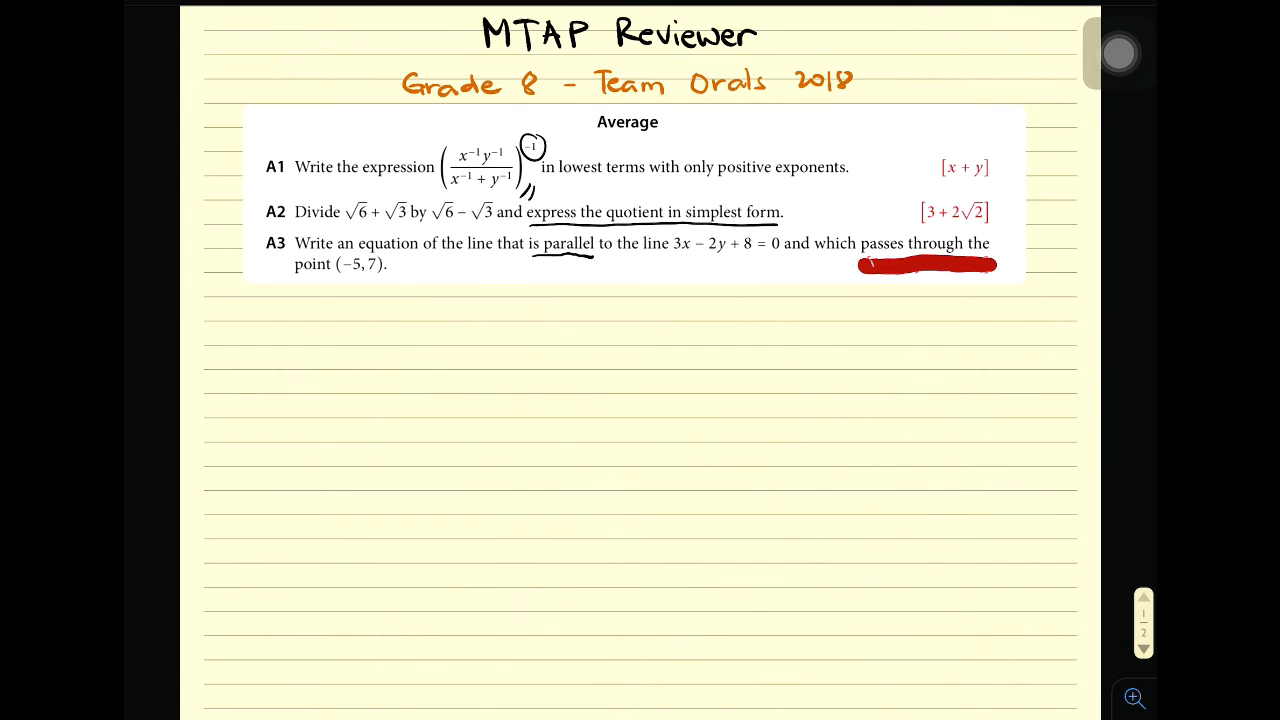 MTAP Reviewer
Grade 8 - Team Orals 2018
Average
A1 Write the expression (x⁻¹y⁻¹ / x⁻¹ + y⁻¹)⁻¹ in lowest terms with only positive exponents. [x + y]
A2 Divide √6 + √3 by √6 − √3 and express the quotient in simplest form. [3 + 2√2]
A3 Write an equation of the line that is parallel to the line 3x − 2y + 8 = 0 and which passes through the
point (−5, 7).
1
2